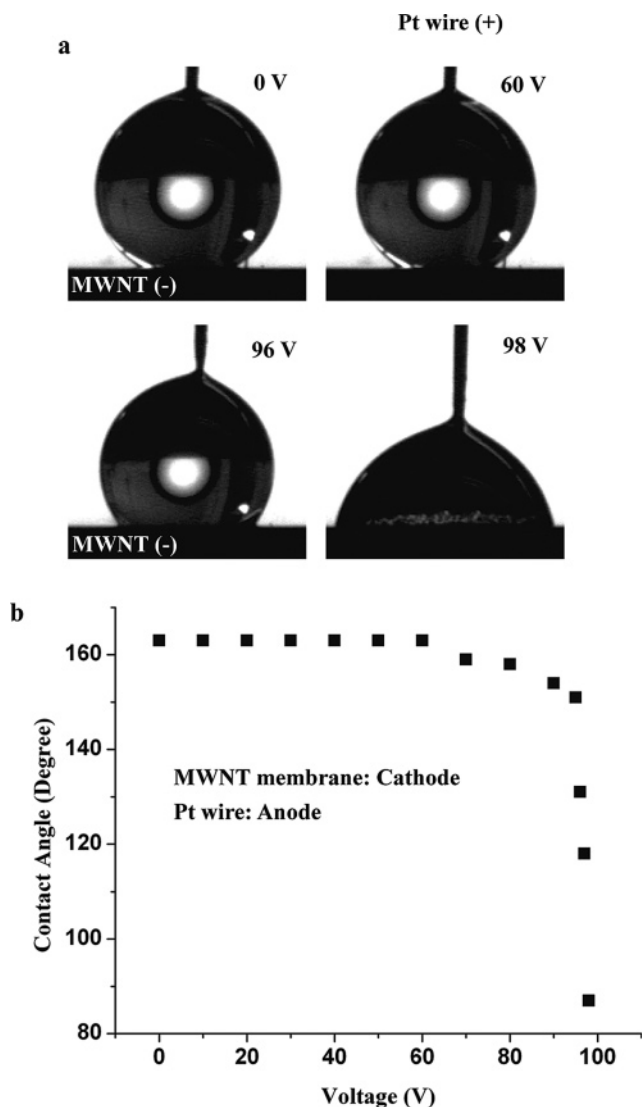 Pt wire (+)
a
0 V
60 V
MWNT (-)
96 V
98 V
MWNT (-)
b
160
140
120
100
80
Contact Angle (Degree)
MWNT membrane: Cathode
Pt wire: Anode
0 20 40 60 80 100
Voltage (V)